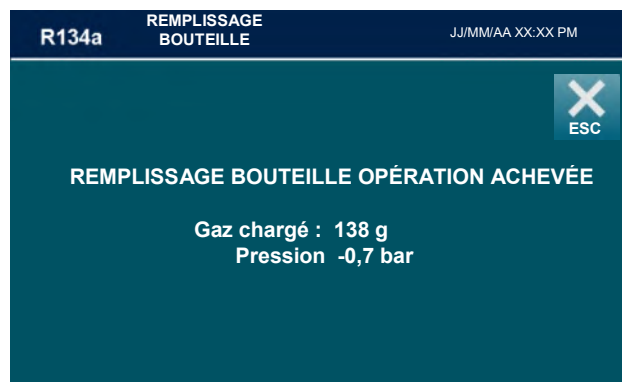 R134a
REMPLISSAGE
BOUTEILLE
JJ/MM/AA XX:XX PM
ESC
REMPLISSAGE BOUTEILLE OPÉRATION ACHEVÉE
Gaz chargé : 138 g
Pression -0,7 bar